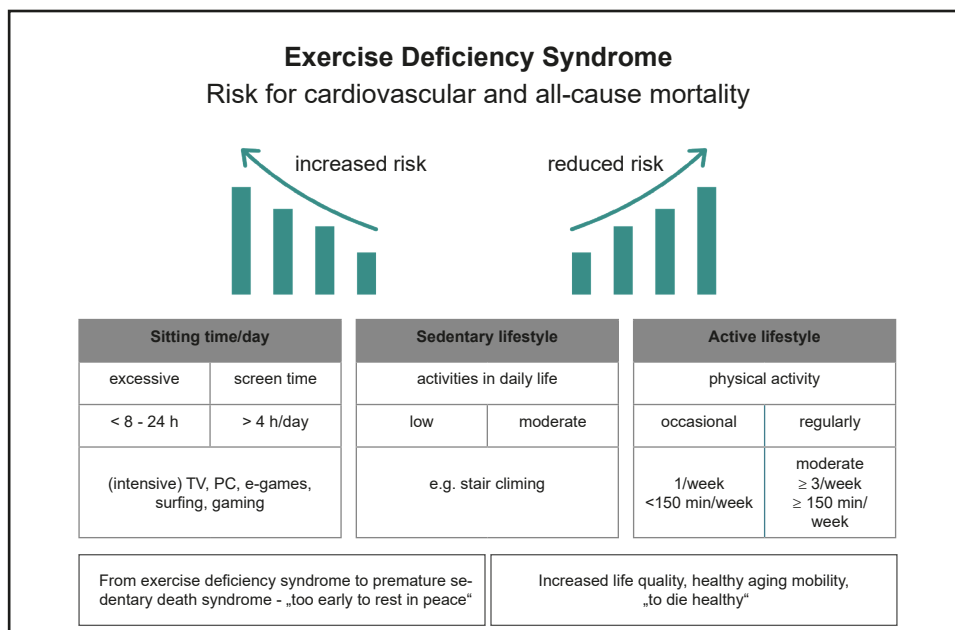 Exercise Deficiency Syndrome
Risk for cardiovascular and all-cause mortality
increased risk
reduced risk
Sitting time/day
excessive
screen time
< 8 - 24 h
> 4 h/day
(intensive) TV, PC, e-games,
surfing, gaming
Sedentary lifestyle
activities in daily life
low
moderate
e.g. stair climing
Active lifestyle
physical activity
occasional
regularly
1/week
<150 min/week
moderate
≥ 3/week
≥ 150 min/
week
From exercise deficiency syndrome to premature se-
dentary death syndrome - „too early to rest in peace“
Increased life quality, healthy aging mobility,
„to die healthy“